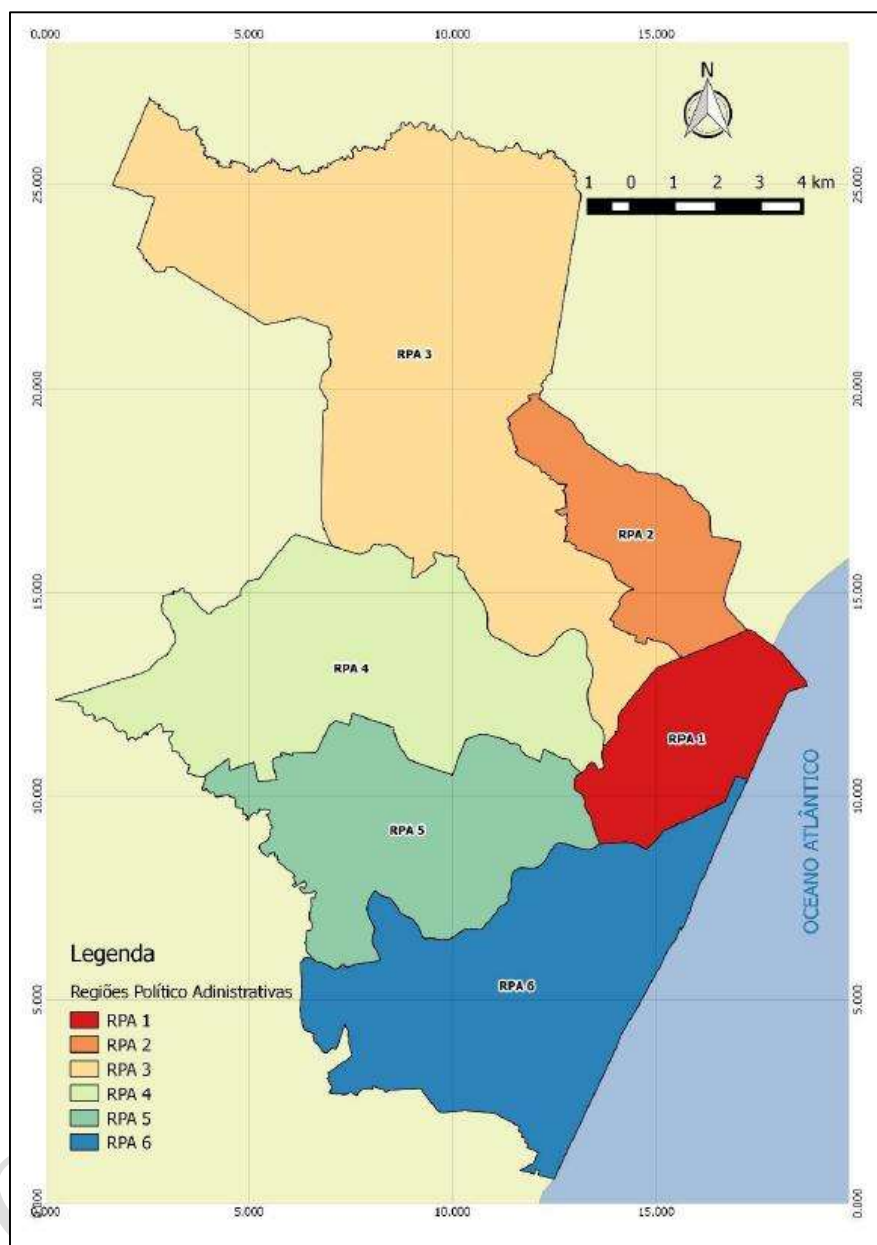 0.000 5.000 10.000 15.000
N
1 0 1 2 3 4 km
25.000 25.000
RPA 3
20.000 20.000
RPA 2
15.000 15.000
RPA 4
RPA 1
10.000 10.000
RPA 5
OCEANO ATLÂNTICO
RPA 6
5.000 5.000
Legenda
Regiões Político Adinistrativas
RPA 1
RPA 2
RPA 3
RPA 4
RPA 5
RPA 6
0.000 0.000
0.000 5.000 10.000 15.000